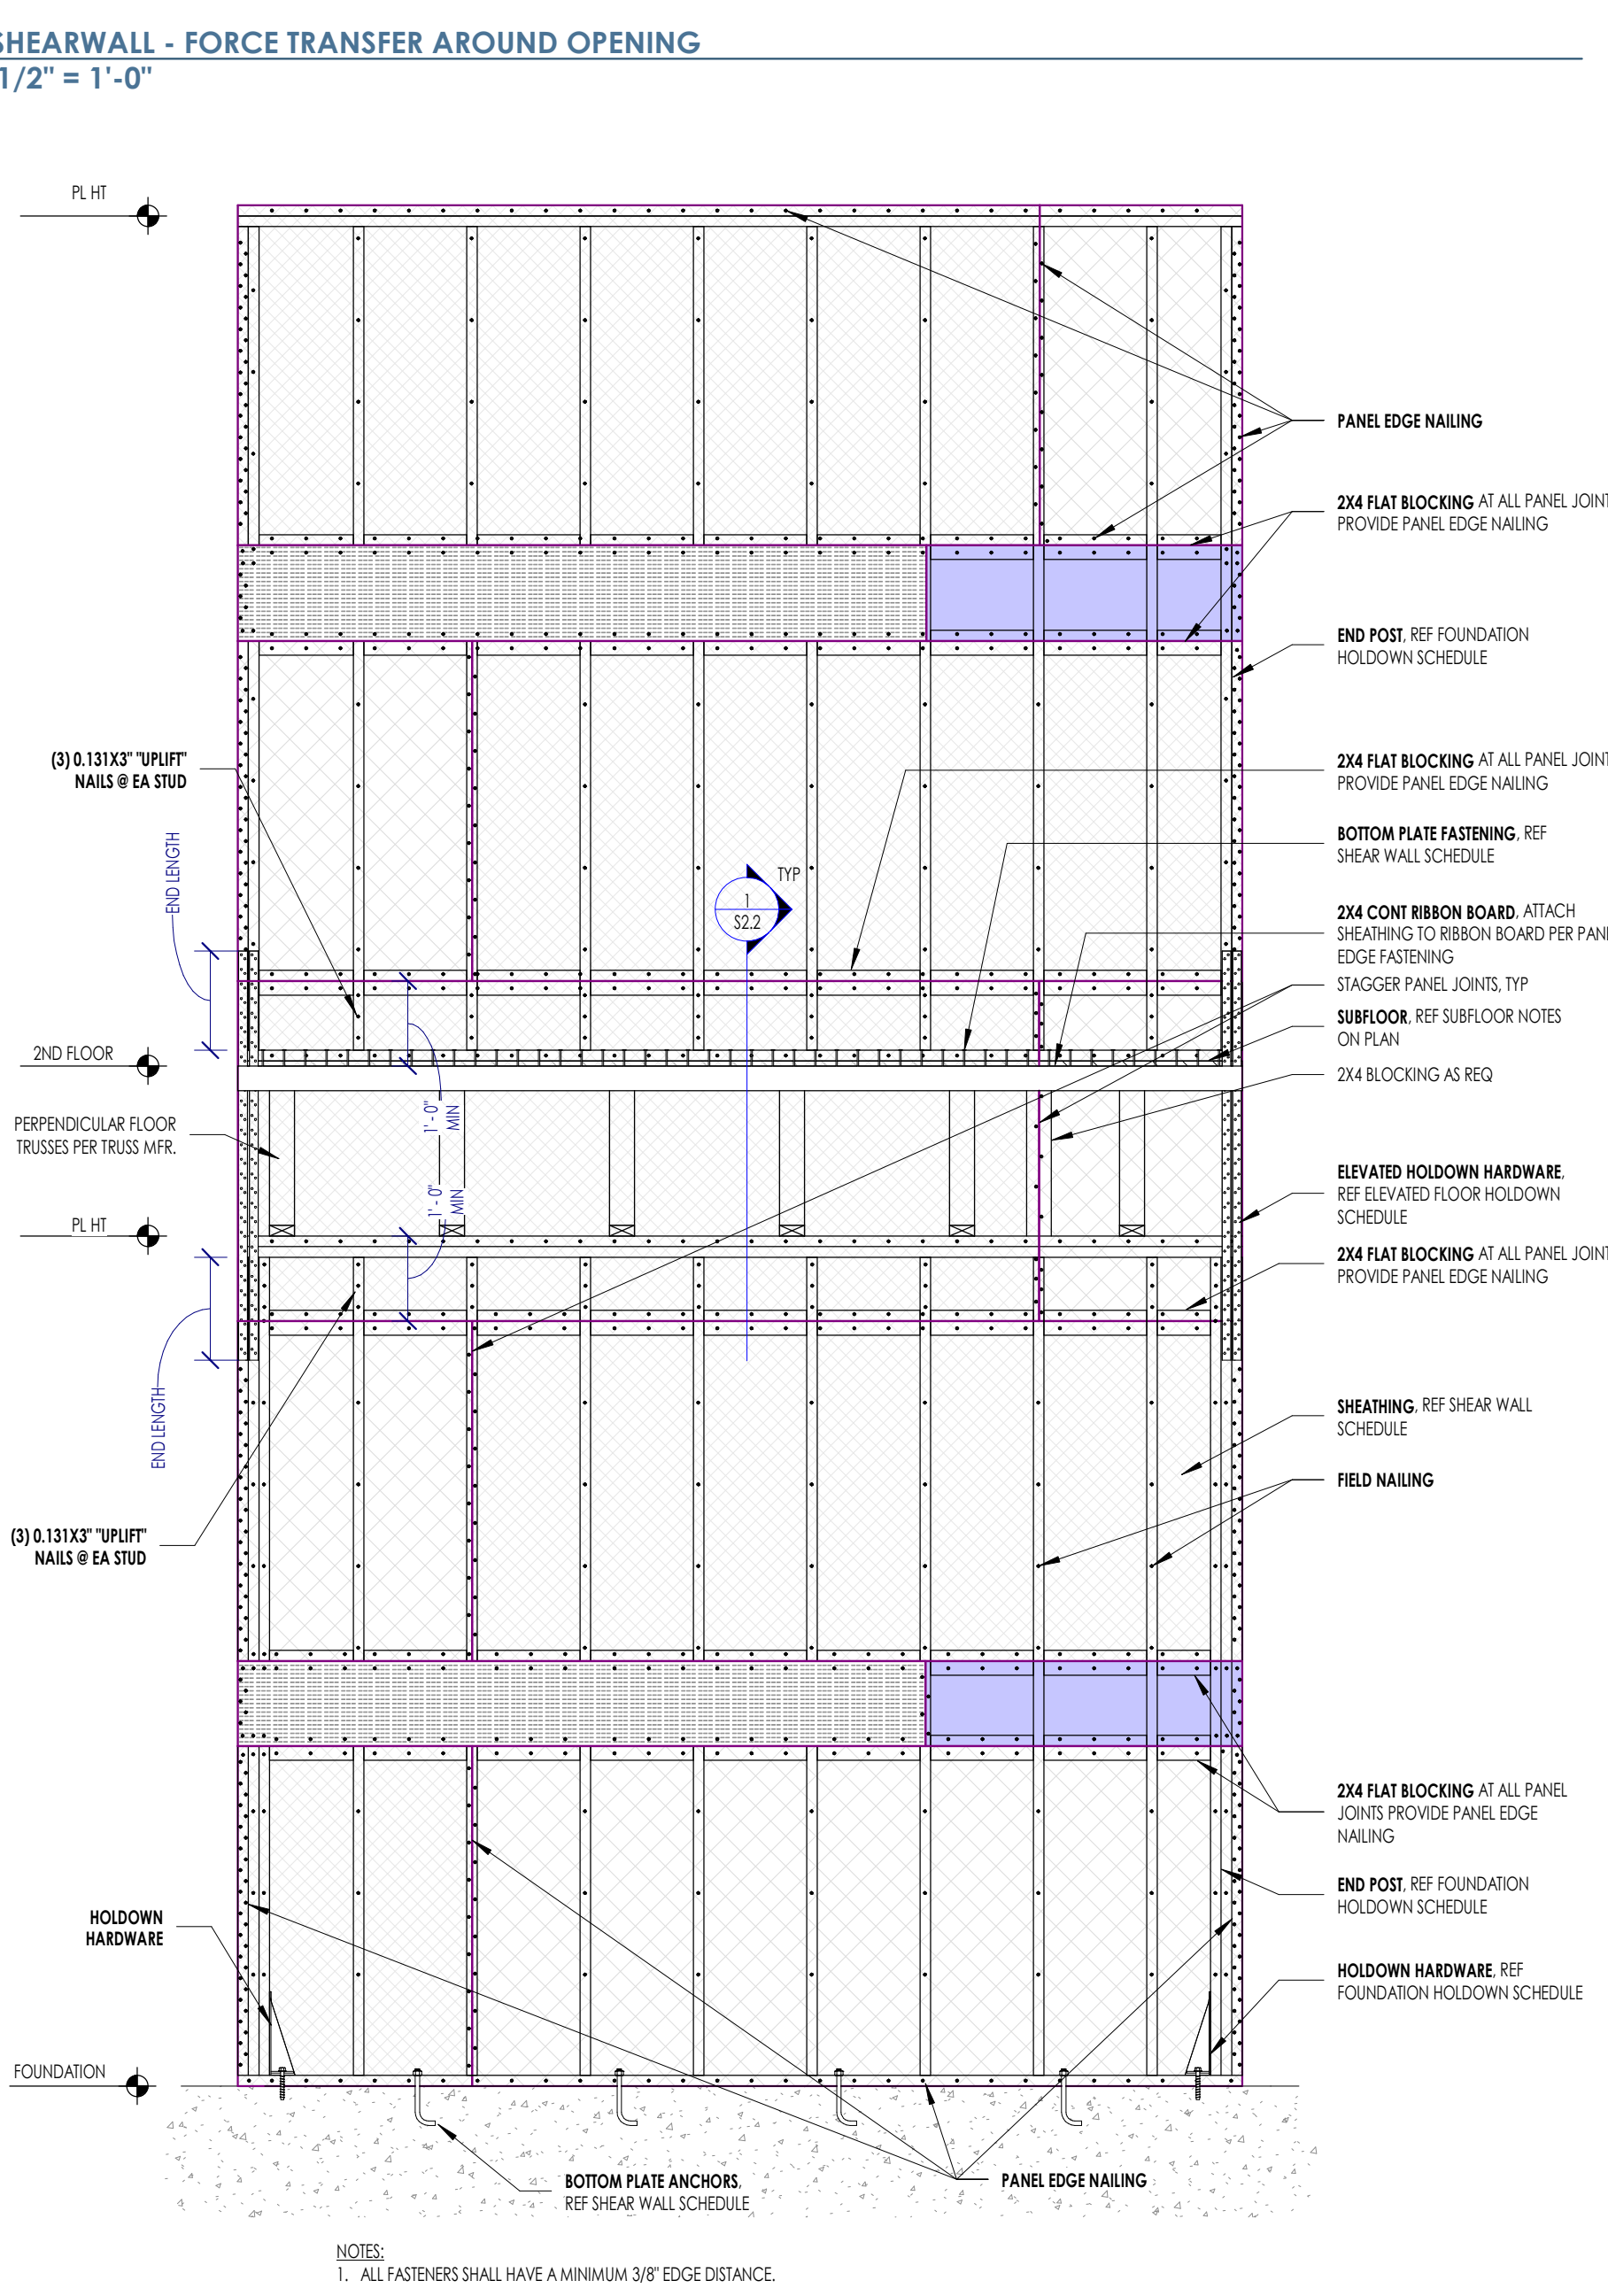 SHEARWALL - FORCE TRANSFER AROUND OPENING
1/2" = 1'-0"
PL HT
PANEL EDGE NAILING
2X4 FLAT BLOCKING AT ALL PANEL JOINT
PROVIDE PANEL EDGE NAILING
END POST, REF FOUNDATION
HOLDOWN SCHEDULE
(3) 0.131X3" "UPLIFT"
NAILS @ EA STUD
2X4 FLAT BLOCKING AT ALL PANEL JOINT
PROVIDE PANEL EDGE NAILING
END LENGTH
BOTTOM PLATE FASTENING, REF
SHEAR WALL SCHEDULE
TYP
1
S2.2
2X4 CONT RIBBON BOARD, ATTACH
SHEATHING TO RIBBON BOARD PER PAN
EDGE FASTENING
STAGGER PANEL JOINTS, TYP
SUBFLOOR, REF SUBFLOOR NOTES
ON PLAN
2ND FLOOR
2X4 BLOCKING AS REQ
1' - 0"
MIN
PERPENDICULAR FLOOR
TRUSSES PER TRUSS MFR.
1' - 0"
MIN
ELEVATED HOLDOWN HARDWARE,
REF ELEVATED FLOOR HOLDOWN
SCHEDULE
PL HT
2X4 FLAT BLOCKING AT ALL PANEL JOINT
PROVIDE PANEL EDGE NAILING
END LENGTH
SHEATHING, REF SHEAR WALL
SCHEDULE
FIELD NAILING
(3) 0.131X3" "UPLIFT"
NAILS @ EA STUD
2X4 FLAT BLOCKING AT ALL PANEL
JOINTS PROVIDE PANEL EDGE
NAILING
END POST, REF FOUNDATION
HOLDOWN SCHEDULE
HOLDOWN
HARDWARE
HOLDOWN HARDWARE, REF
FOUNDATION HOLDOWN SCHEDULE
FOUNDATION
BOTTOM PLATE ANCHORS,
REF SHEAR WALL SCHEDULE
PANEL EDGE NAILING
NOTES:
1. ALL FASTENERS SHALL HAVE A MINIMUM 3/8" EDGE DISTANCE.